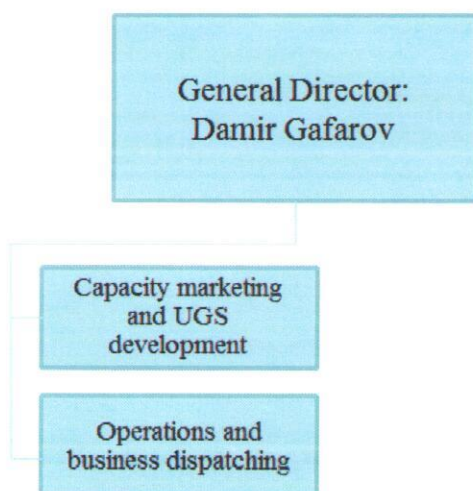 General Director:
Damir Gafarov
Capacity marketing
and UGS
development
Operations and
business dispatching